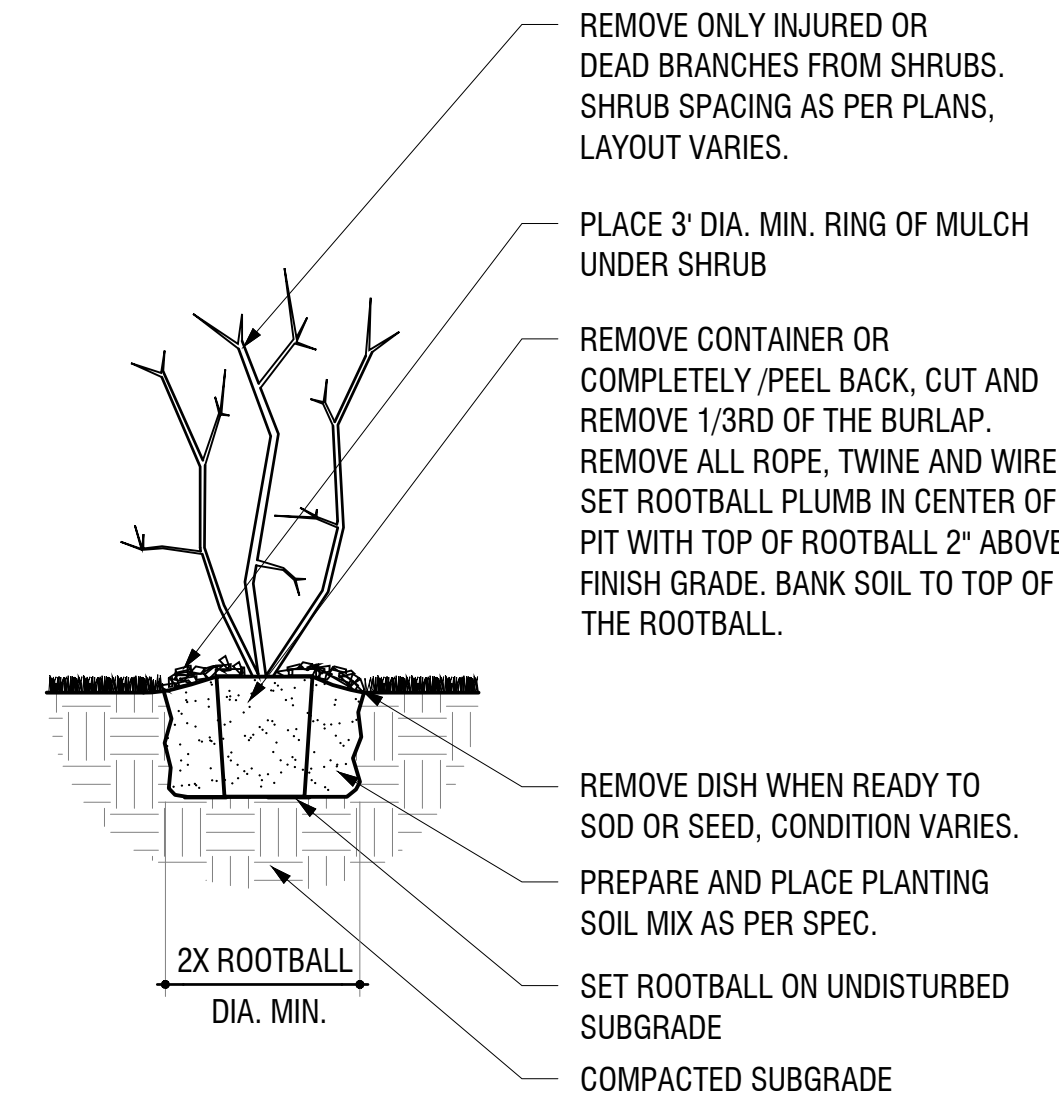 REMOVE ONLY INJURED OR
DEAD BRANCHES FROM SHRUBS.
SHRUB SPACING AS PER PLANS,
LAYOUT VARIES.
PLACE 3' DIA. MIN. RING OF MULCH
UNDER SHRUB
REMOVE CONTAINER OR
COMPLETELY /PEEL BACK, CUT AND
REMOVE 1/3RD OF THE BURLAP.
REMOVE ALL ROPE, TWINE AND WIRE
SET ROOTBALL PLUMB IN CENTER OF
PIT WITH TOP OF ROOTBALL 2" ABOVE
FINISH GRADE. BANK SOIL TO TOP OF
THE ROOTBALL.
REMOVE DISH WHEN READY TO
SOD OR SEED, CONDITION VARIES.
PREPARE AND PLACE PLANTING
SOIL MIX AS PER SPEC.
SET ROOTBALL ON UNDISTURBED
SUBGRADE
COMPACTED SUBGRADE
2X ROOTBALL
DIA. MIN.